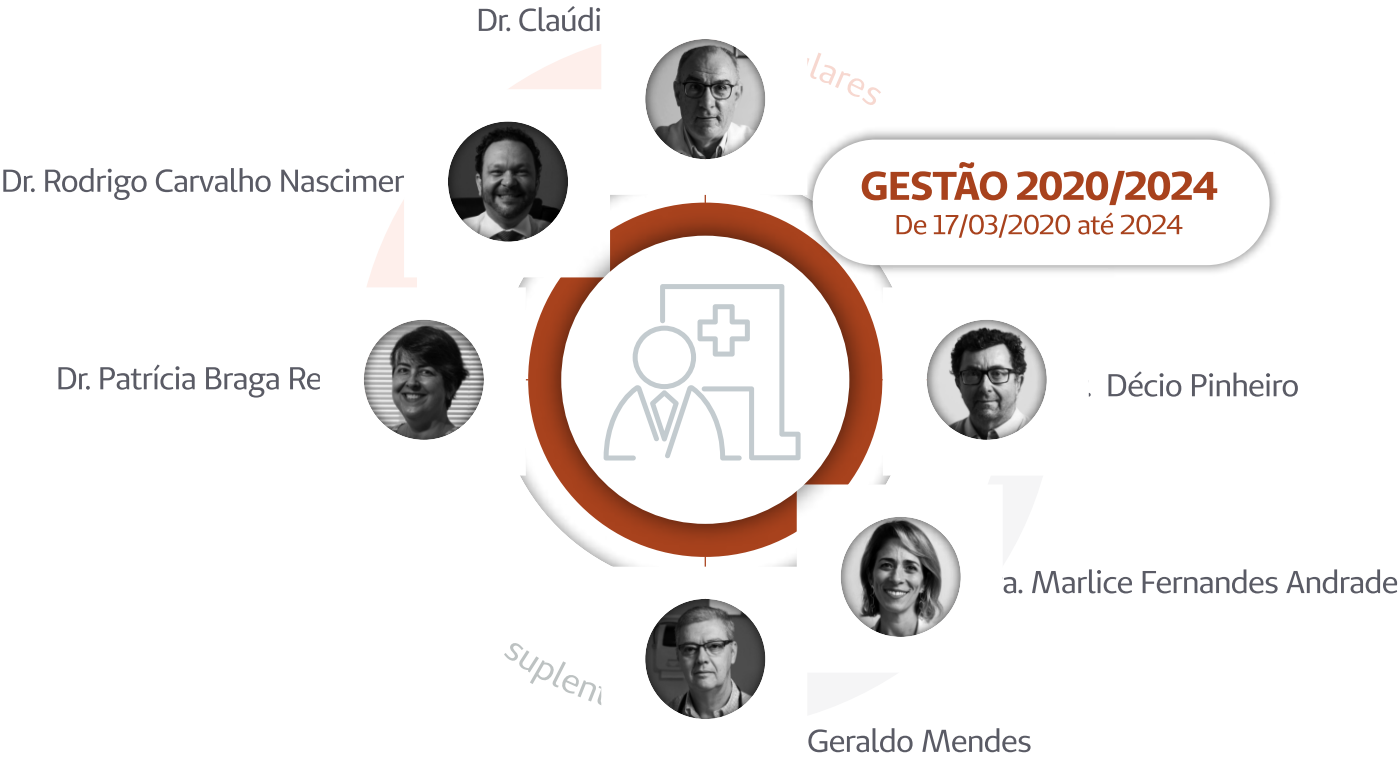 Dr. Claúdi
lares
Dr. Rodrigo Carvalho Nascimer
GESTÃO 2020/2024
De 17/03/2020 até 2024
Dr. Patrícia Braga Re
. Décio Pinheiro
a. Marlice Fernandes Andrade
suplent
Geraldo Mendes